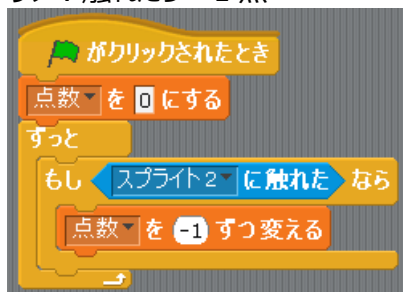 がクリックされたとき
点数 を 0 にする
ずっと
もし スプライト2 に触れた なら
点数 を -1 ずつ変える